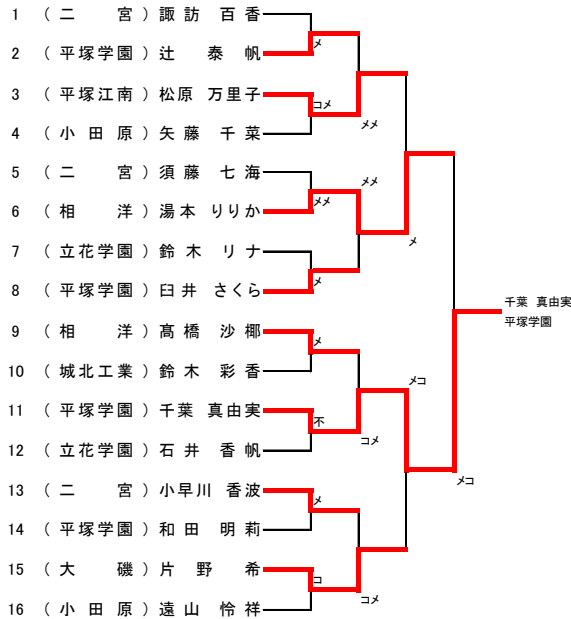 1 （ 二　　宮 ） 諏訪 百香
メ
2 （ 平塚学園 ） 辻 泰帆
3 （ 平塚江南 ） 松原 万里子
コメ
4 （ 小 田 原 ） 矢藤 千菜
メメ
5 （ 二　　宮 ） 須藤 七海
メメ
メメ
6 （ 相　　洋 ） 湯本 りりか
メ
7 （ 立花学園 ） 鈴木 リナ
メ
8 （ 平塚学園 ） 臼井 さくら
千葉 真由実
平塚学園
9 （ 相　　洋 ） 髙橋 沙椰
メ
10 （ 城北工業 ） 鈴木 彩香
メコ
11 （ 平塚学園 ） 千葉 真由実
不
12 （ 立花学園 ） 石井 香帆
コメ
メコ
13 （ 二　　宮 ） 小早川 香波
メ
14 （ 平塚学園 ） 和田 明莉
15 （ 大　　磯 ） 片野 希
コ
コメ
16 （ 小 田 原 ） 遠山 怜祥